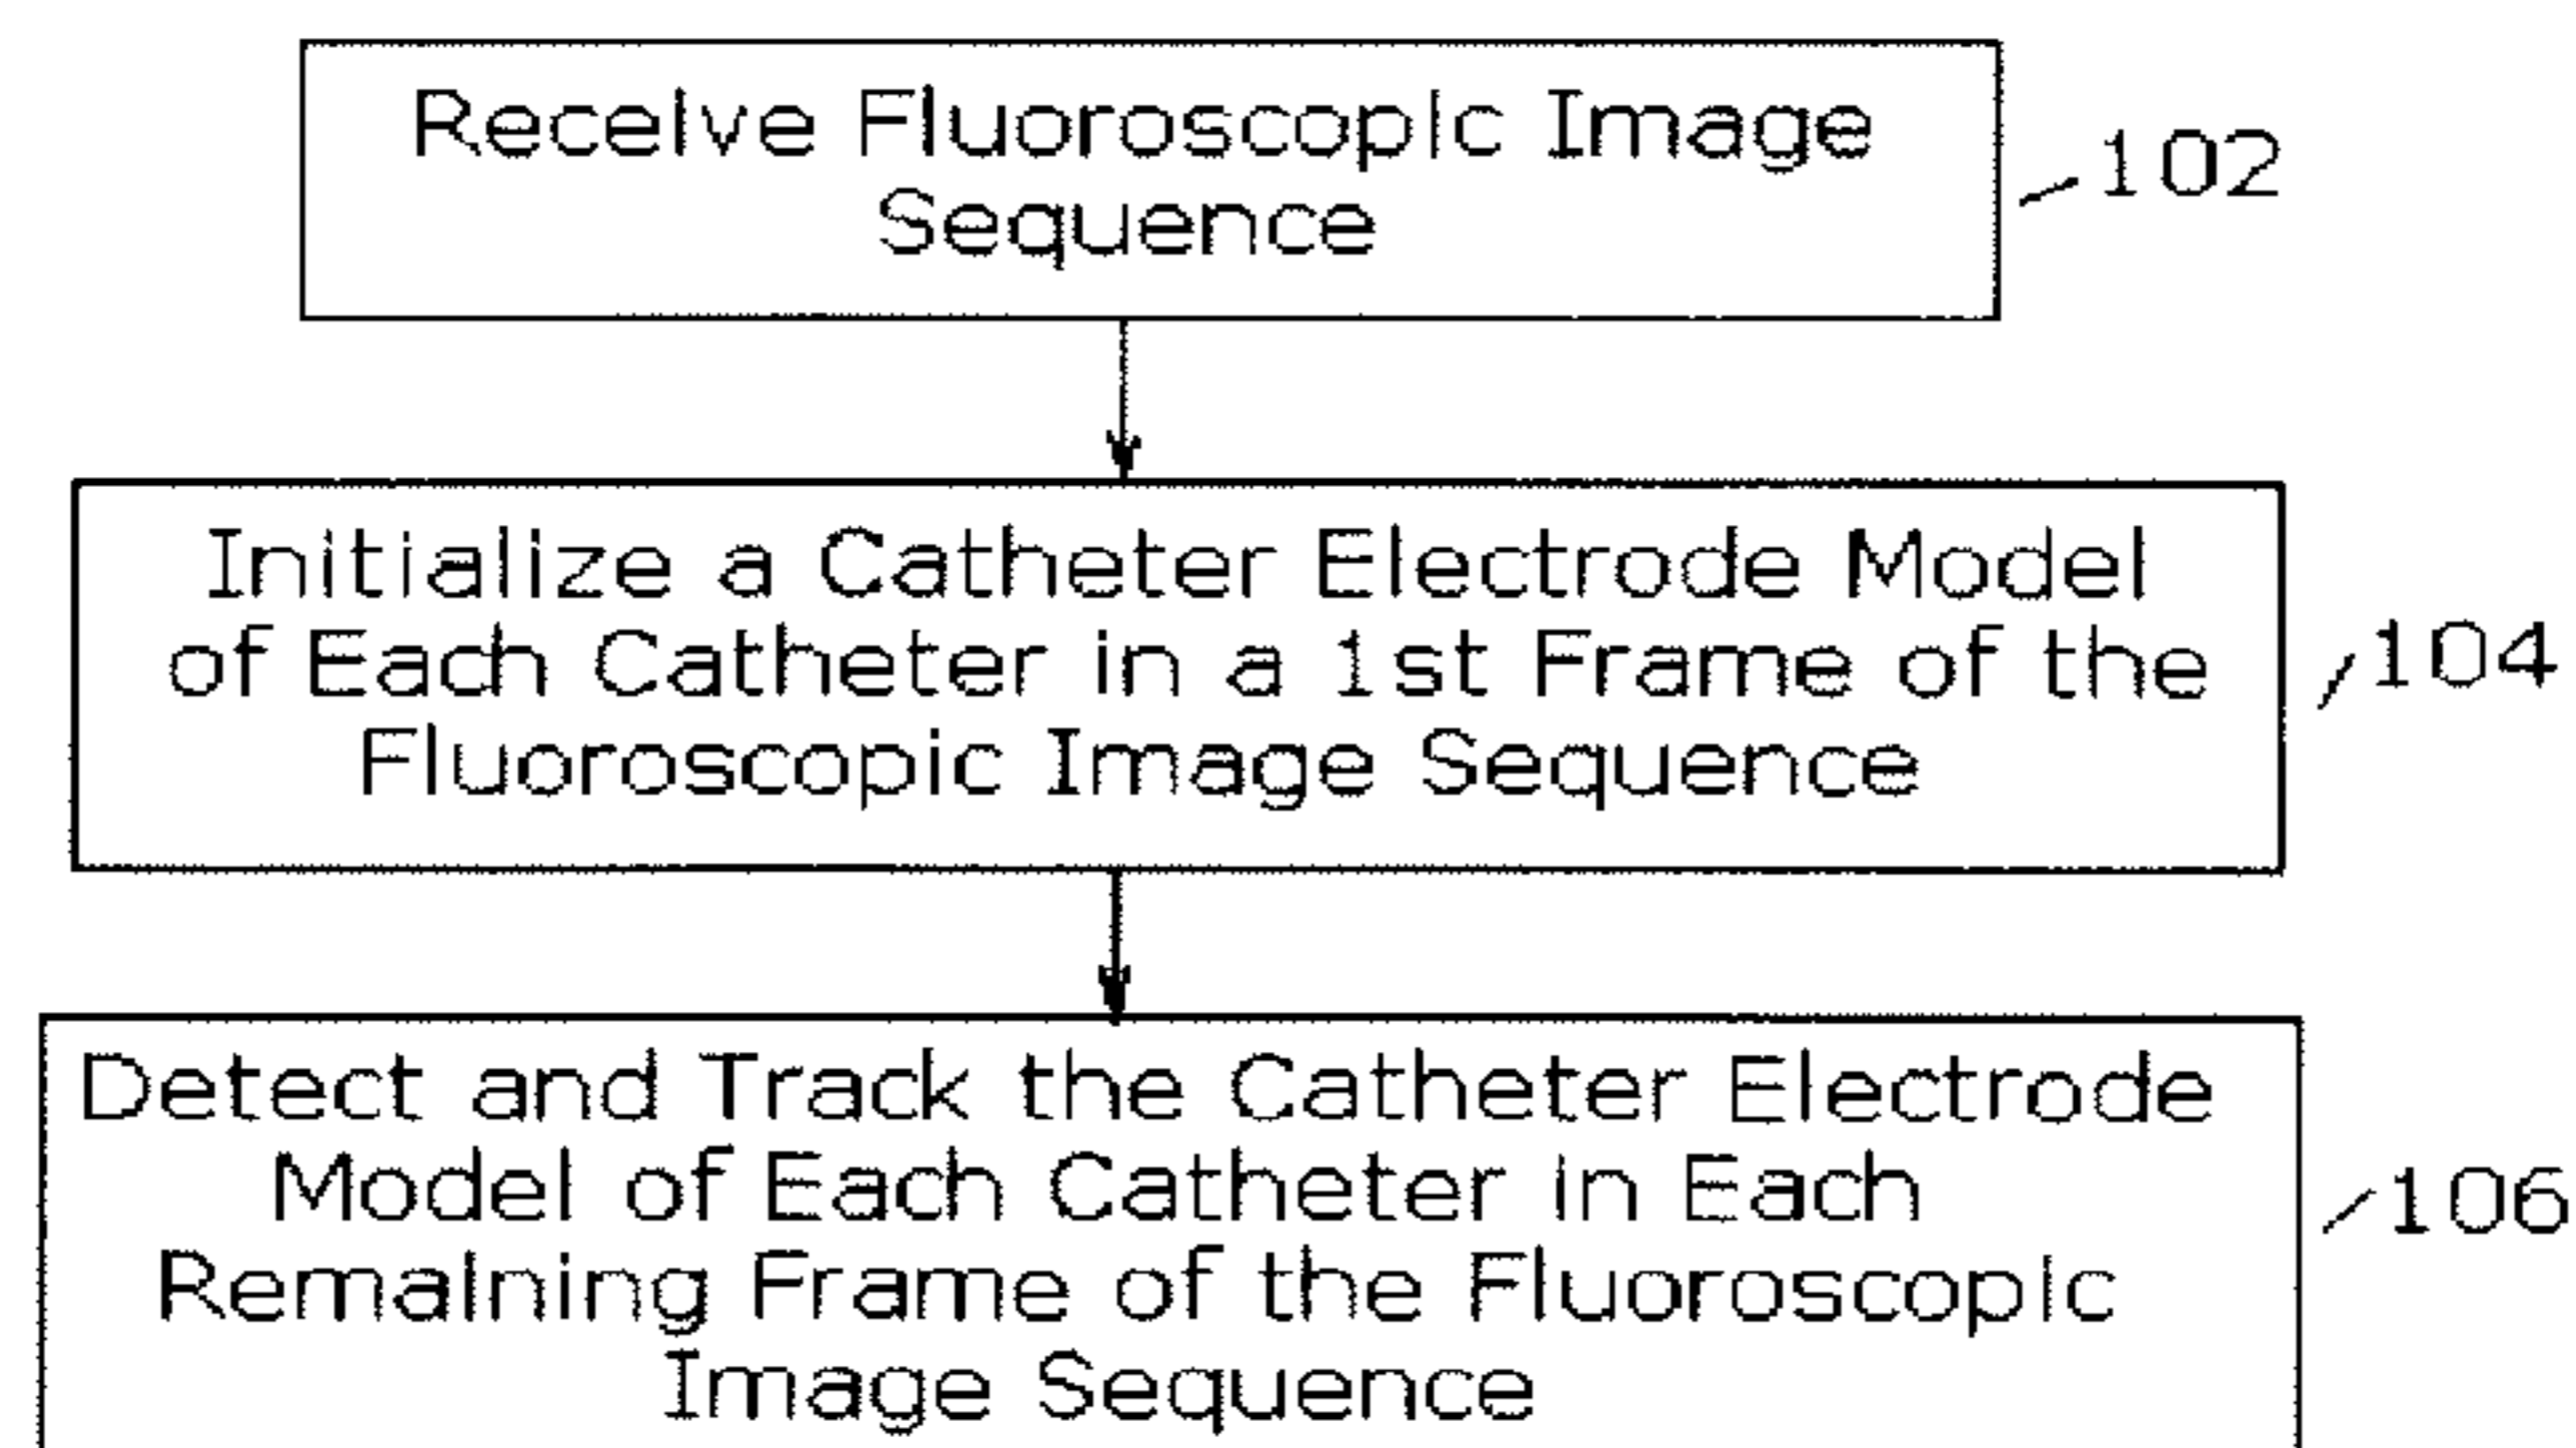 Receive Fluoroscopic Image
Sequence
102
Initialize a Catheter Electrode Model
of Each Catheter in a 1st Frame of the
Fluoroscopic Image Sequence
104
Detect and Track the Catheter Electrode
Model of Each Catheter in Each
Remaining Frame of the Fluoroscopic
Image Sequence
106